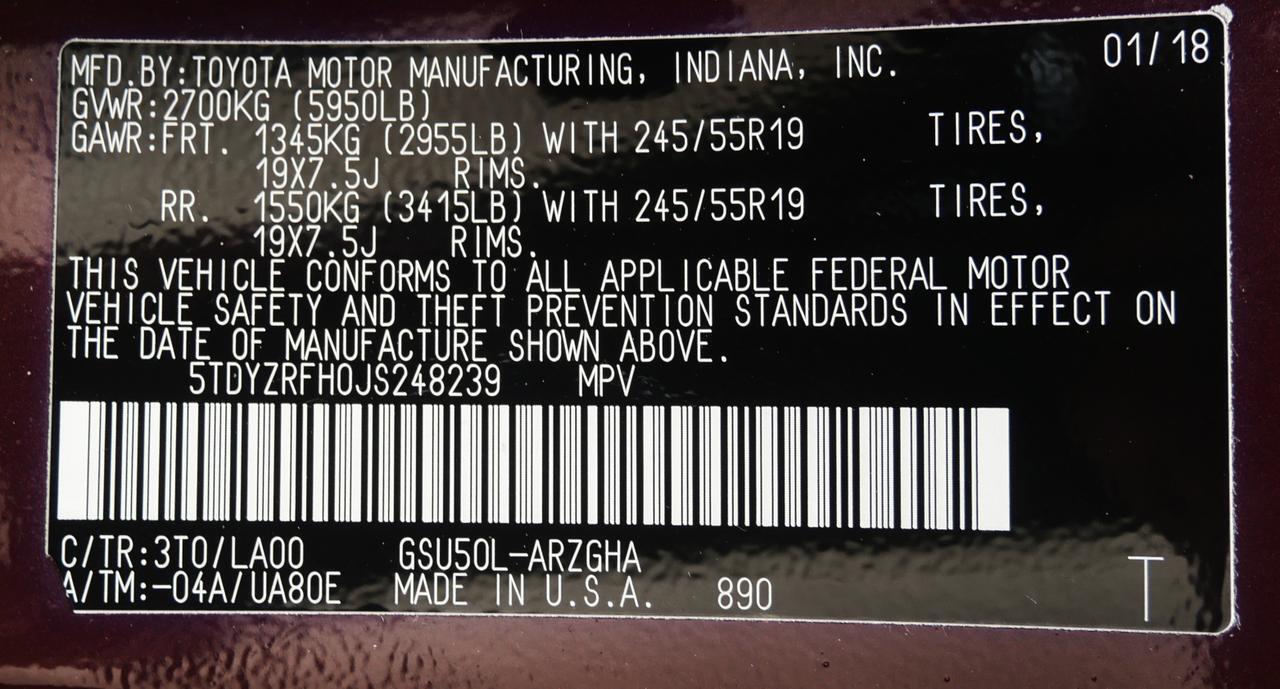 MFD.BY:TOYOTA MOTOR MANUFACTURING, INDIANA, INC. 01/18
GVWR:2700KG (5950LB)
GAWR:FRT. 1345KG (2955LB) WITH 245/55R19 TIRES,
19X7.5J RIMS.
RR. 1550KG (3415LB) WITH 245/55R19 TIRES,
19X7.5J RIMS.
THIS VEHICLE CONFORMS TO ALL APPLICABLE FEDERAL MOTOR
VEHICLE SAFETY AND THEFT PREVENTION STANDARDS IN EFFECT ON
THE DATE OF MANUFACTURE SHOWN ABOVE.
5TDYZRFH0JS248239 MPV
C/TR:3T0/LA00 GSU50L-ARZGHA
A/TM:-04A/UA80E MADE IN U.S.A. 890 T